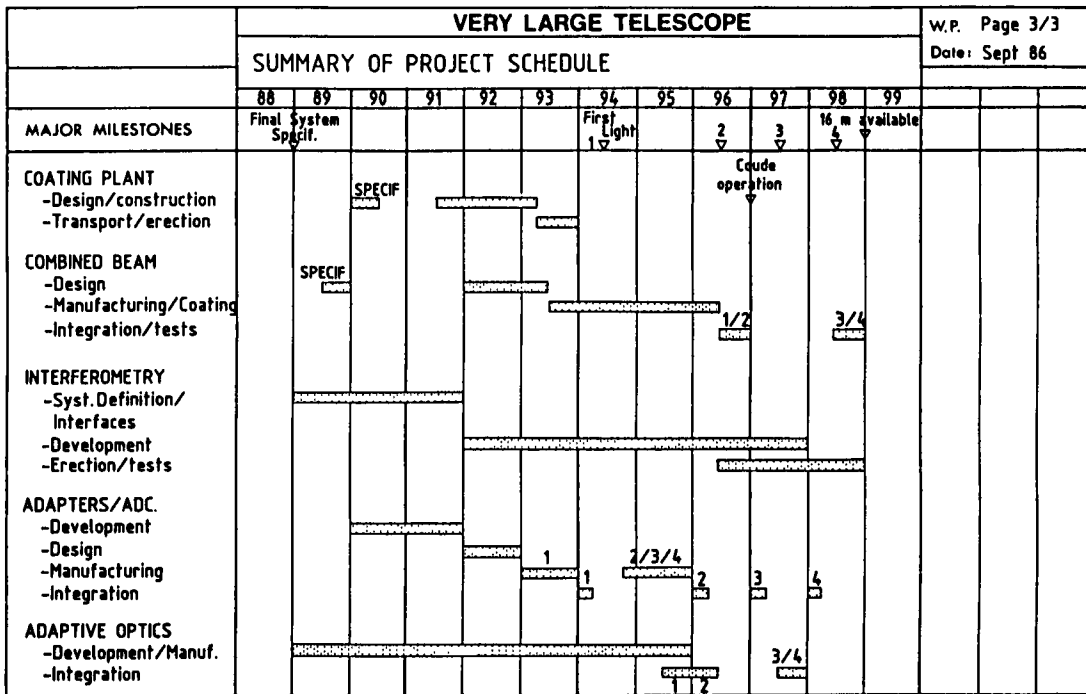 VERY LARGE TELESCOPE
W.P. Page 3/3
Date: Sept 86
SUMMARY OF PROJECT SCHEDULE
88 89 90 91 92 93 94 95 96 97 98 99
MAJOR MILESTONES
Final System
Specif.
First
Light
1
2
3
16 m available
4
Coude
operation
COATING PLANT
-Design/construction
SPECIF
-Transport/erection
COMBINED BEAM
SPECIF
-Design
-Manufacturing/Coating
-Integration/tests
1/2
3/4
INTERFEROMETRY
-Syst.Definition/
Interfaces
-Development
-Erection/tests
ADAPTERS/ADC.
-Development
-Design
-Manufacturing
1
2/3/4
-Integration
1
2
3
4
ADAPTIVE OPTICS
-Development/Manuf.
-Integration
3/4
1
2